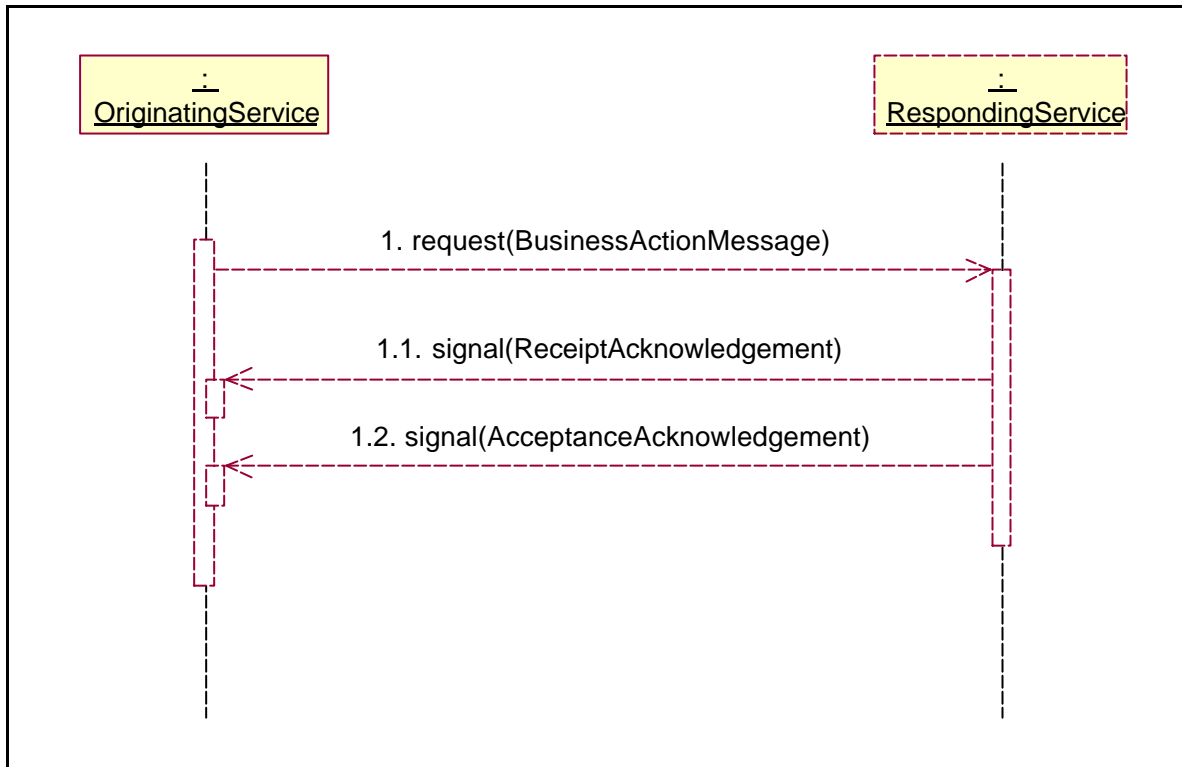 :
OriginatingService
:
RespondingService
1. request(BusinessActionMessage)
1.1. signal(ReceiptAcknowledgement)
1.2. signal(AcceptanceAcknowledgement)